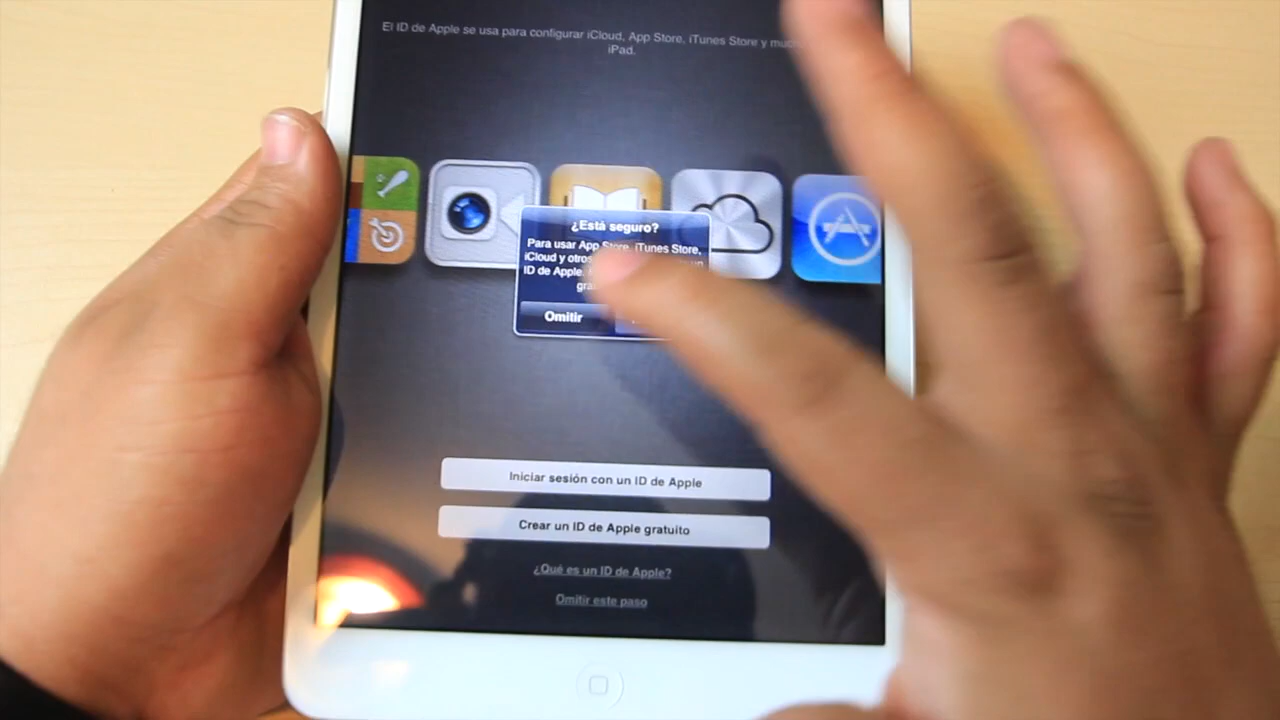 El ID de Apple se usa para configurar iCloud, App Store, iTunes Store y
iPad.
¿Está seguro?
Para usar App Store, iTunes Store,
iCloud y otros
ID de Apple.
Omitir
Iniciar sesión con un ID de Apple
Crear un ID de Apple gratuito
¿Qué es un ID de Apple?
Omitir este paso